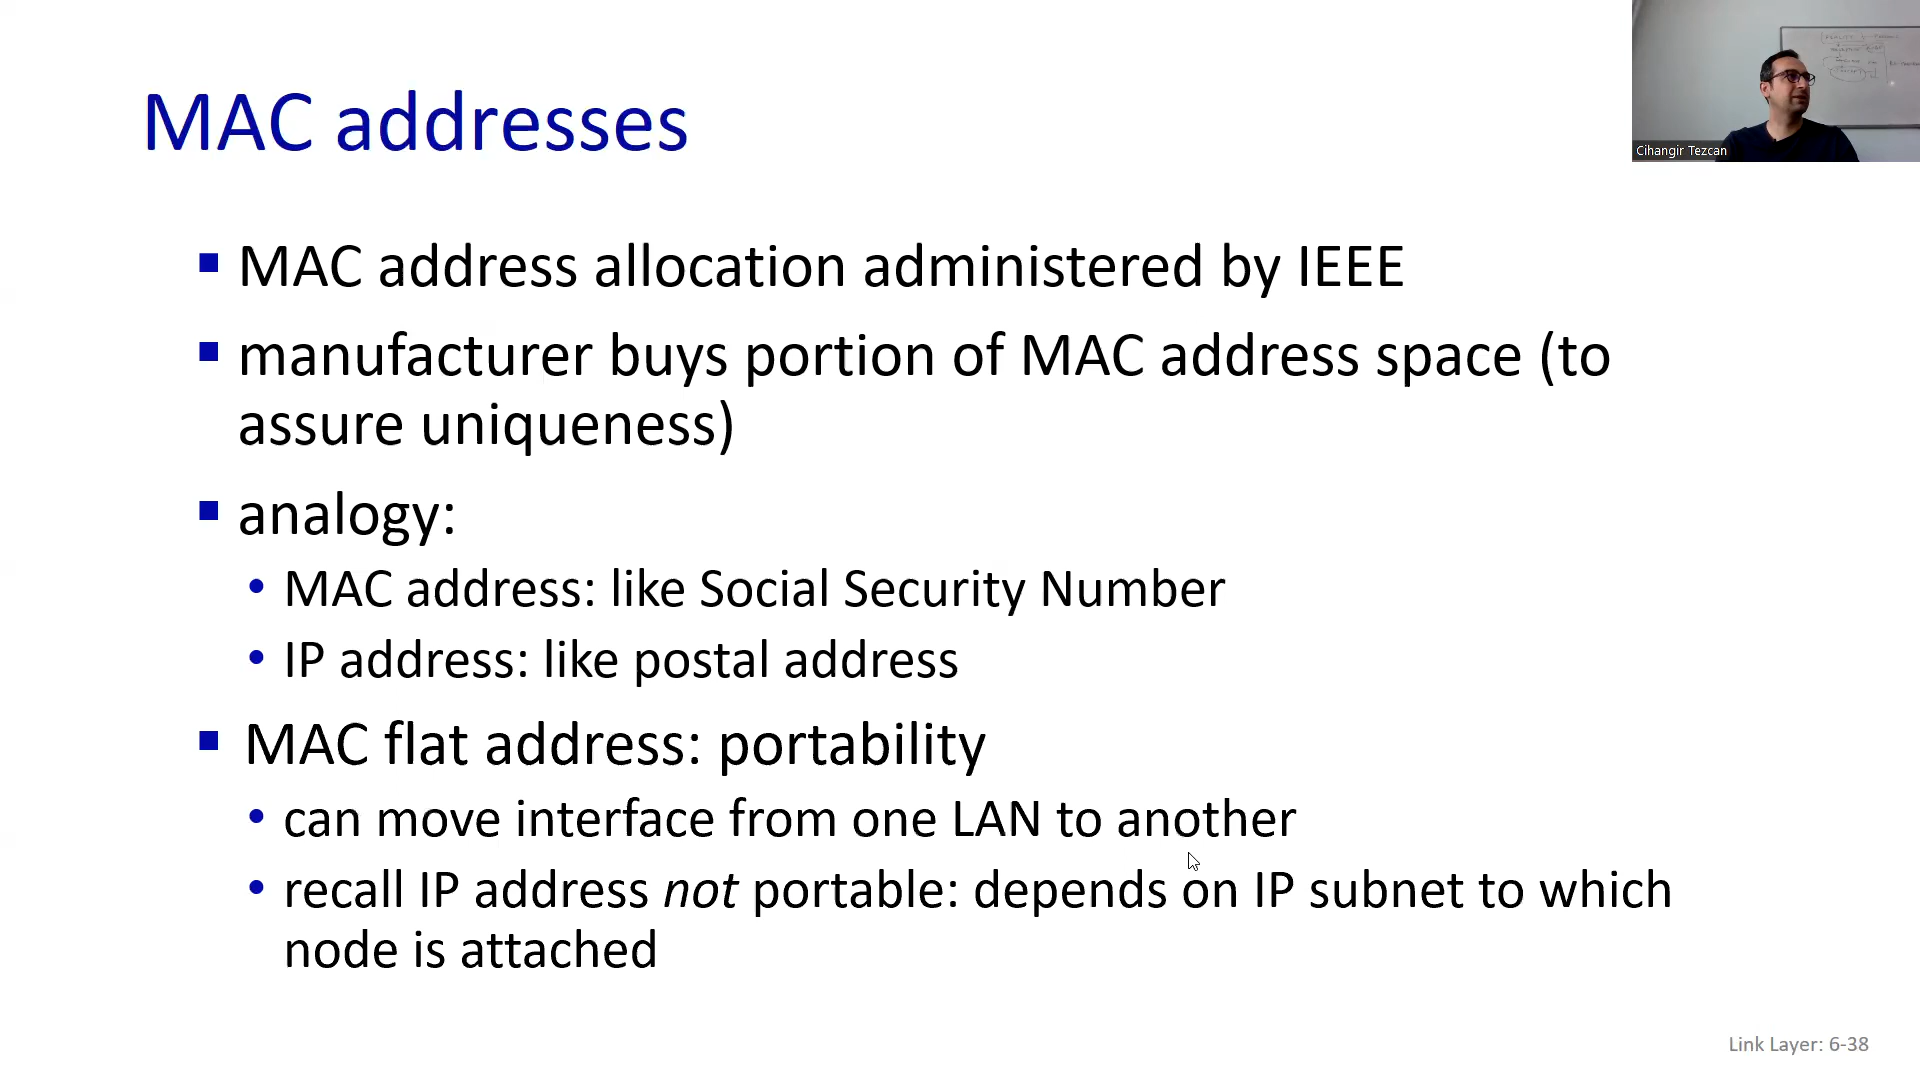 MAC addresses
Cihangir Tezcan
▪ MAC address allocation administered by IEEE
▪ manufacturer buys portion of MAC address space (to
assure uniqueness)
▪ analogy:
• MAC address: like Social Security Number
• IP address: like postal address
▪ MAC flat address: portability
• can move interface from one LAN to another
• recall IP address not portable: depends on IP subnet to which
node is attached
Link Layer: 6-38